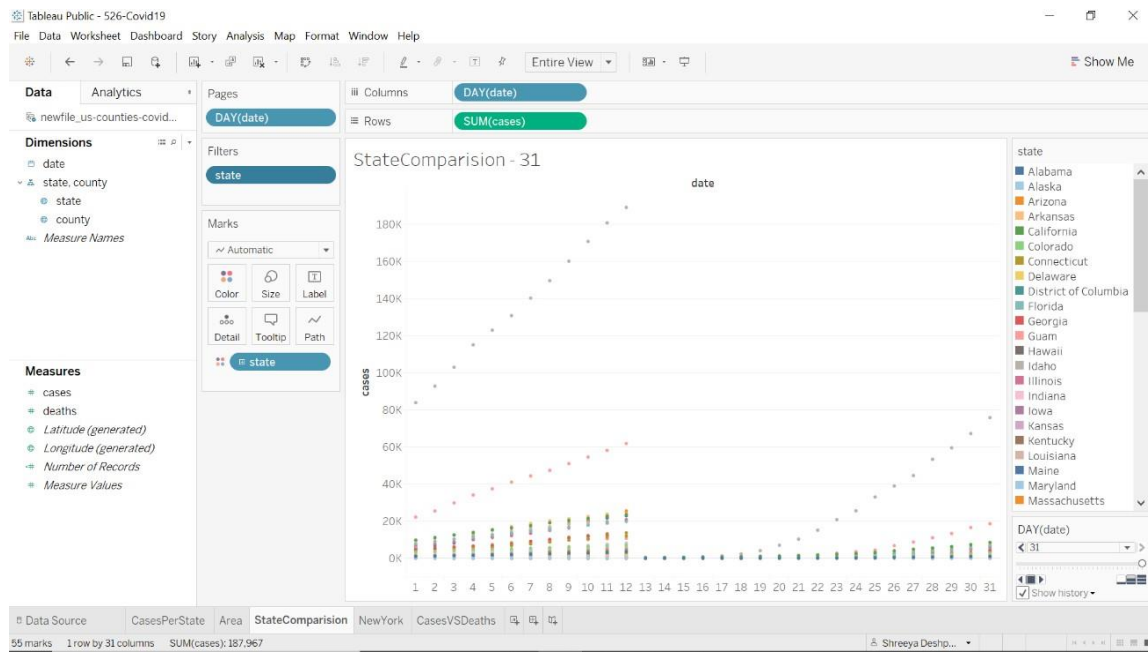 Tableau Public - 526-Covid19
File Data Worksheet Dashboard Story Analysis Map Format Window Help
Entire View
Show Me
Data Analytics
newfile_us-counties-covid...
Dimensions
date
state, county
state
county
Abc Measure Names
Measures
cases
deaths
Latitude (generated)
Longitude (generated)
Number of Records
Measure Values
Pages
DAY(date)
Filters
state
Marks
Automatic
Color Size Label
Detail Tooltip Path
state
Columns DAY(date)
Rows SUM(cases)
StateComparision - 31
date
cases
180K
160K
140K
120K
100K
80K
60K
40K
20K
0K
1 2 3 4 5 6 7 8 9 10 11 12 13 14 15 16 17 18 19 20 21 22 23 24 25 26 27 28 29 30 31
state
Alabama
Alaska
Arizona
Arkansas
California
Colorado
Connecticut
Delaware
District of Columbia
Florida
Georgia
Guam
Hawaii
Idaho
Illinois
Indiana
Iowa
Kansas
Kentucky
Louisiana
Maine
Maryland
Massachusetts
DAY(date)
31
Show history
Data Source CasesPerState Area StateComparision NewYork CasesVSDeaths
55 marks 1 row by 31 columns SUM(cases): 187,967
Shreeya Deshp...